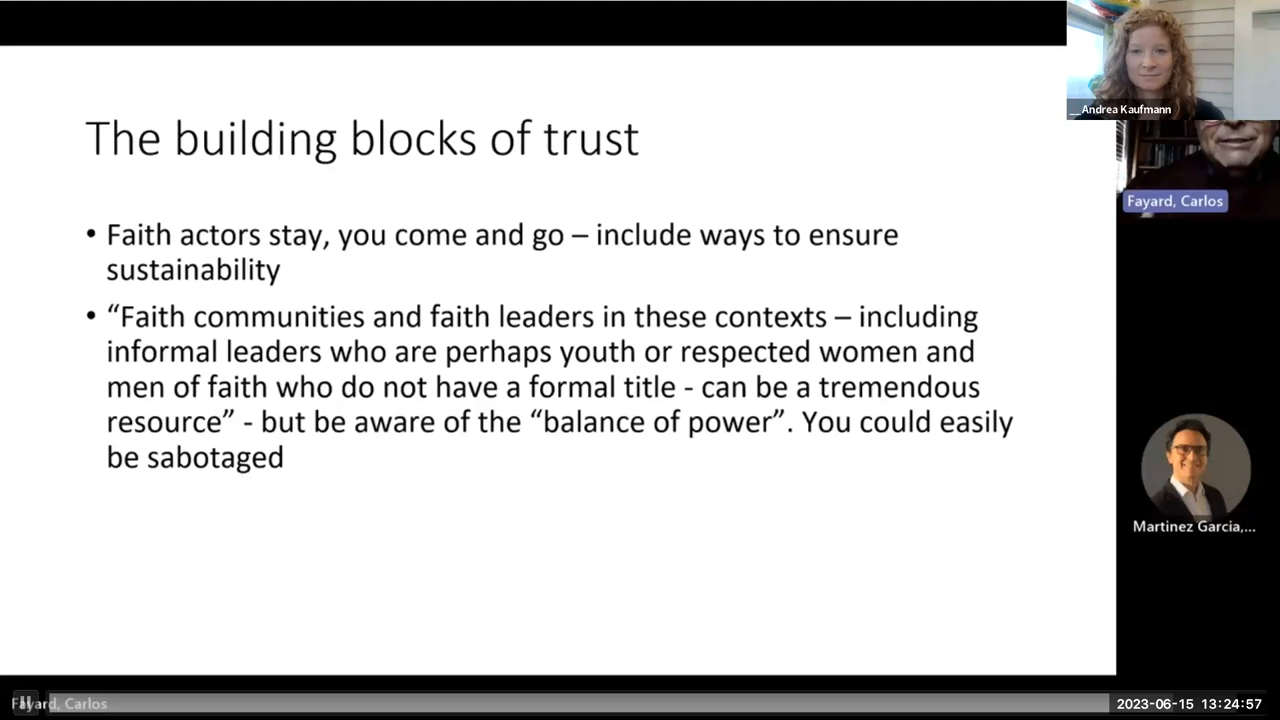 The building blocks of trust
• Faith actors stay, you come and go – include ways to ensure
sustainability
• “Faith communities and faith leaders in these contexts – including
informal leaders who are perhaps youth or respected women and
men of faith who do not have a formal title - can be a tremendous
resource” - but be aware of the “balance of power”. You could easily
be sabotaged
__Andrea Kaufmann
Fayard, Carlos
Martinez Garcia,...
Fayard, Carlos
2023-06-15 13:24:57